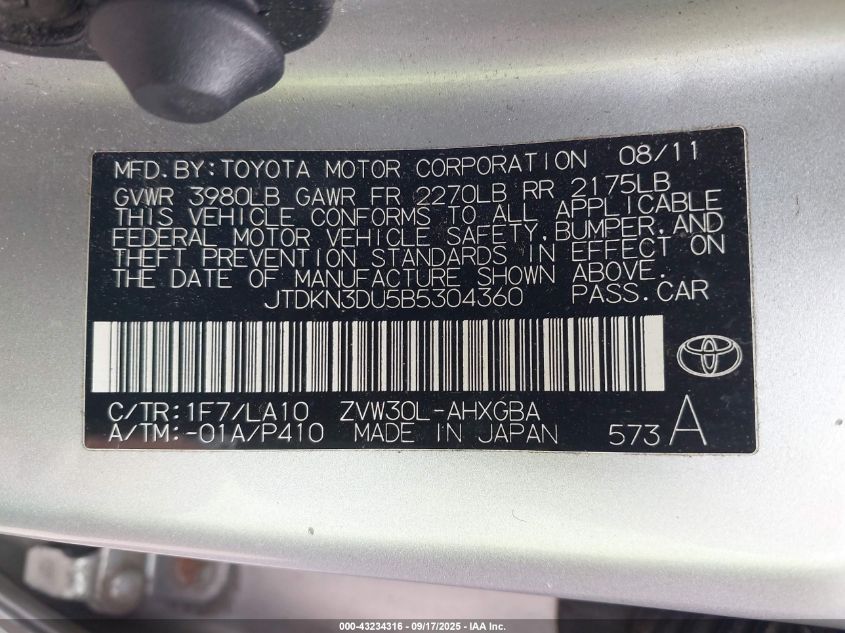 MFD.BY:TOYOTA MOTOR CORPORATION 08/11
GVWR 3980LB GAWR FR 2270LB RR 2175LB
THIS VEHICLE CONFORMS TO ALL APPLICABLE
FEDERAL MOTOR VEHICLE SAFETY,BUMPER,AND
THEFT PREVENTION STANDARDS IN EFFECT ON
THE DATE OF MANUFACTURE SHOWN ABOVE.
JTDKN3DU5B5304360 PASS.CAR
C/TR:1F7/LA10 ZVW30L-AHXGBA
A/TM:-01A/P410 MADE IN JAPAN 573 A
000-43234316 - 09/17/2025 - IAA Inc.